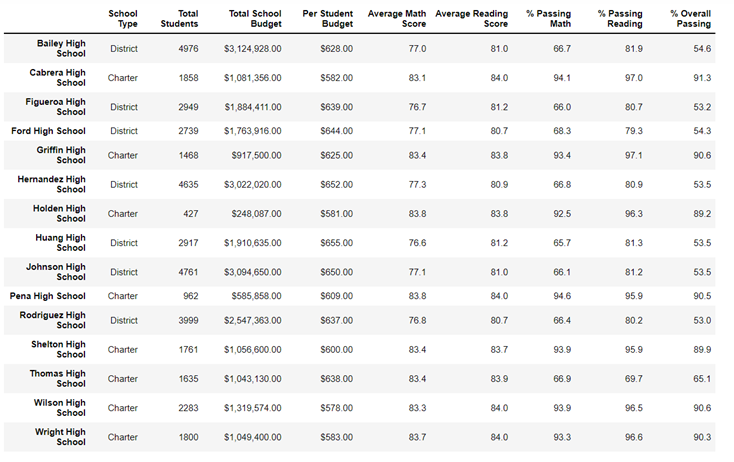 School Type Total Students Total School Budget Per Student Budget Average Math Score Average Reading Score % Passing Math % Passing Reading % Overall Passing
Bailey High School District 4976 $3,124,928.00 $628.00 77.0 81.0 66.7 81.9 54.6
Cabrera High School Charter 1858 $1,081,356.00 $582.00 83.1 84.0 94.1 97.0 91.3
Figueroa High School District 2949 $1,884,411.00 $639.00 76.7 81.2 66.0 80.7 53.2
Ford High School District 2739 $1,763,916.00 $644.00 77.1 80.7 68.3 79.3 54.3
Griffin High School Charter 1468 $917,500.00 $625.00 83.4 83.8 93.4 97.1 90.6
Hernandez High School District 4635 $3,022,020.00 $652.00 77.3 80.9 66.8 80.9 53.5
Holden High School Charter 427 $248,087.00 $581.00 83.8 83.8 92.5 96.3 89.2
Huang High School District 2917 $1,910,635.00 $655.00 76.6 81.2 65.7 81.3 53.5
Johnson High School District 4761 $3,094,650.00 $650.00 77.1 81.0 66.1 81.2 53.5
Pena High School Charter 962 $585,858.00 $609.00 83.8 84.0 94.6 95.9 90.5
Rodriguez High School District 3999 $2,547,363.00 $637.00 76.8 80.7 66.4 80.2 53.0
Shelton High School Charter 1761 $1,056,600.00 $600.00 83.4 83.7 93.9 95.9 89.9
Thomas High School Charter 1635 $1,043,130.00 $638.00 83.4 83.9 66.9 69.7 65.1
Wilson High School Charter 2283 $1,319,574.00 $578.00 83.3 84.0 93.9 96.5 90.6
Wright High School Charter 1800 $1,049,400.00 $583.00 83.7 84.0 93.3 96.6 90.3